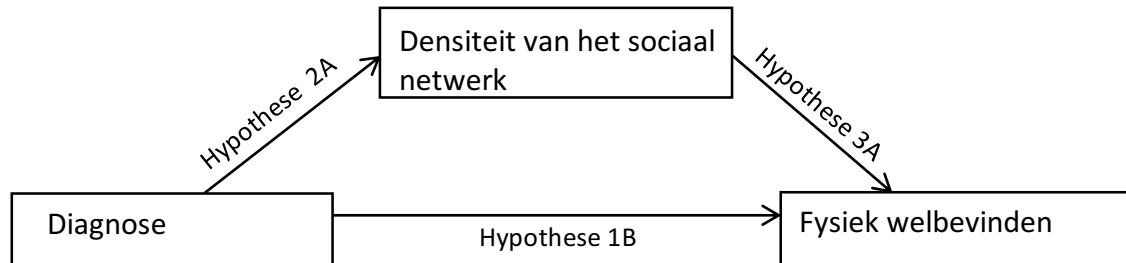 Densiteit van het sociaal
netwerk
Hypothese 2A
Hypothese 3A
Diagnose
Hypothese 1B
Fysiek welbevinden